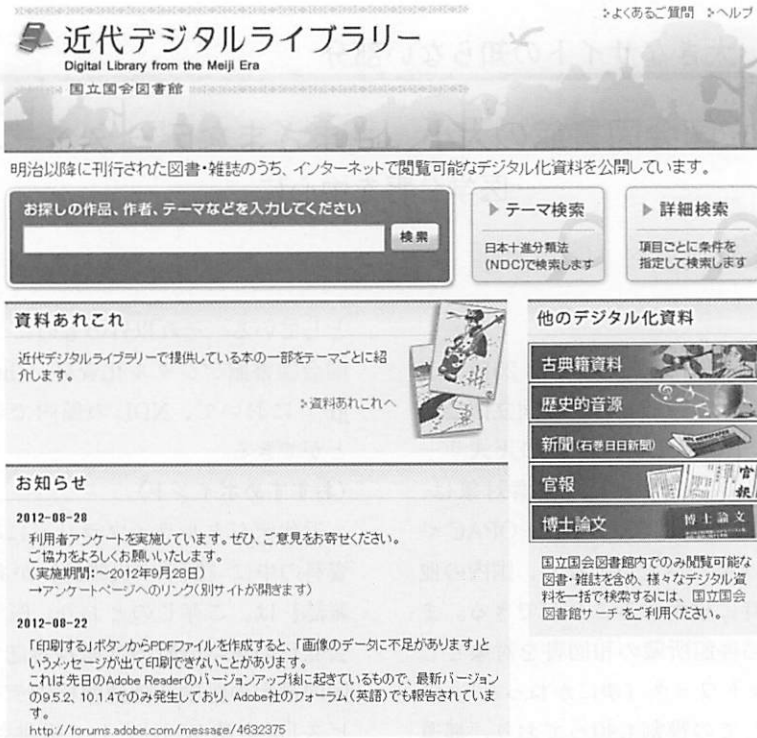 >よくあるご質問 >ヘルプ
近代デジタルライブラリー
Digital Library from the Meiji Era
国立国会図書館
明治以降に刊行された図書・雑誌のうち、インターネットで閲覧可能なデジタル化資料を公開しています。
お探しの作品、作者、テーマなどを入力してください
検索
▶ テーマ検索
日本十進分類法
(NDC)で検索します
▶ 詳細検索
項目ごとに条件を
指定して検索します
資料あれこれ
近代デジタルライブラリーで提供している本の一部をテーマごとに紹
介します。
>資料あれこれへ
お知らせ
2012-08-28
利用者アンケートを実施しています。ぜひ、ご意見をお寄せください。
ご協力をよろしくお願いいたします。
(実施期間:~2012年9月28日)
→アンケートページへのリンク(別サイトが開きます)
2012-08-22
「印刷する」ボタンからPDFファイルを作成すると、「画像のデータに不足があります」と
いうメッセージが出て印刷できないことがあります。
これは先日のAdobe Readerのバージョンアップ後に起きているもので、最新バージョン
の9.5.2、10.1.4でのみ発生しており、Adobe社のフォーラム(英語)でも報告されていま
す。
http://forums.adobe.com/message/4632375
他のデジタル化資料
古典籍資料
歴史的音源
新聞(石巻日日新聞)
官報
官
報
博士論文
博士論文
国立国会図書館内でのみ閲覧可能な
図書・雑誌を含め、様々なデジタル資
料を一括で検索するには、国立国会
図書館サーチをご利用ください。